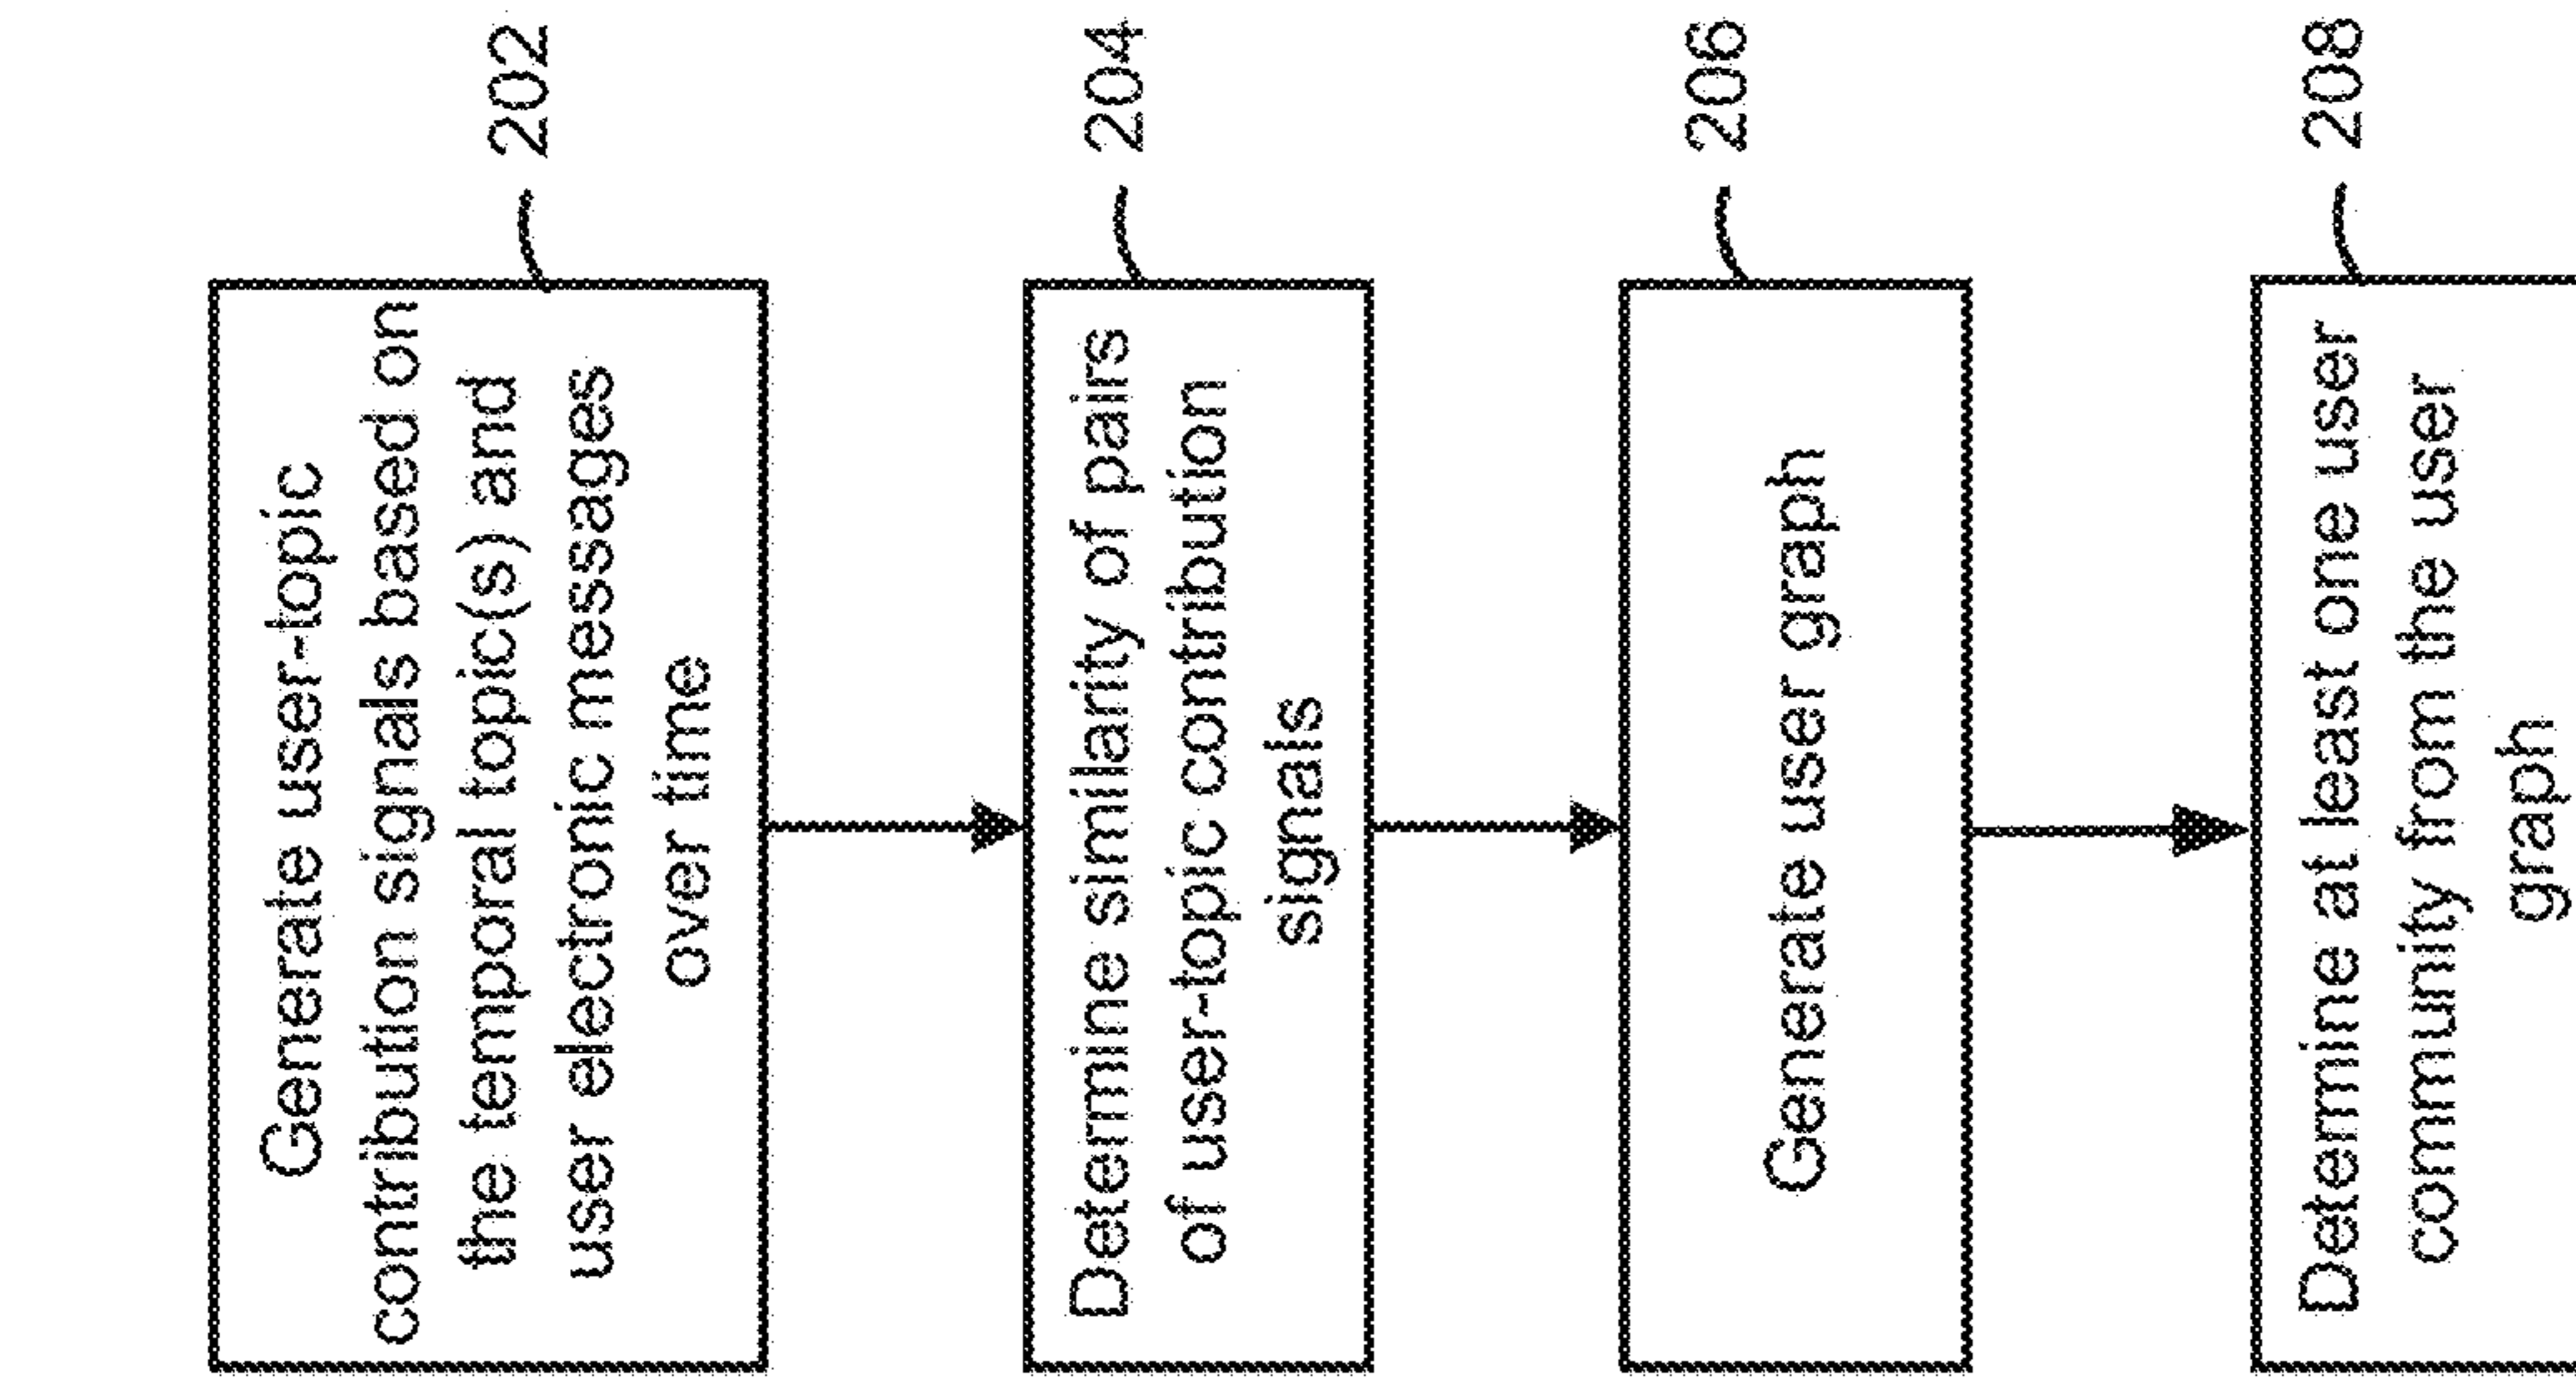 Generate user-topic
contribution signals based on
the temporal topic(s) and
user electronic messages
over time
202
Determine similarity of pairs
of user-topic contribution
signals
204
Generate user graph
206
Determine at least one user
community from the user
graph
208